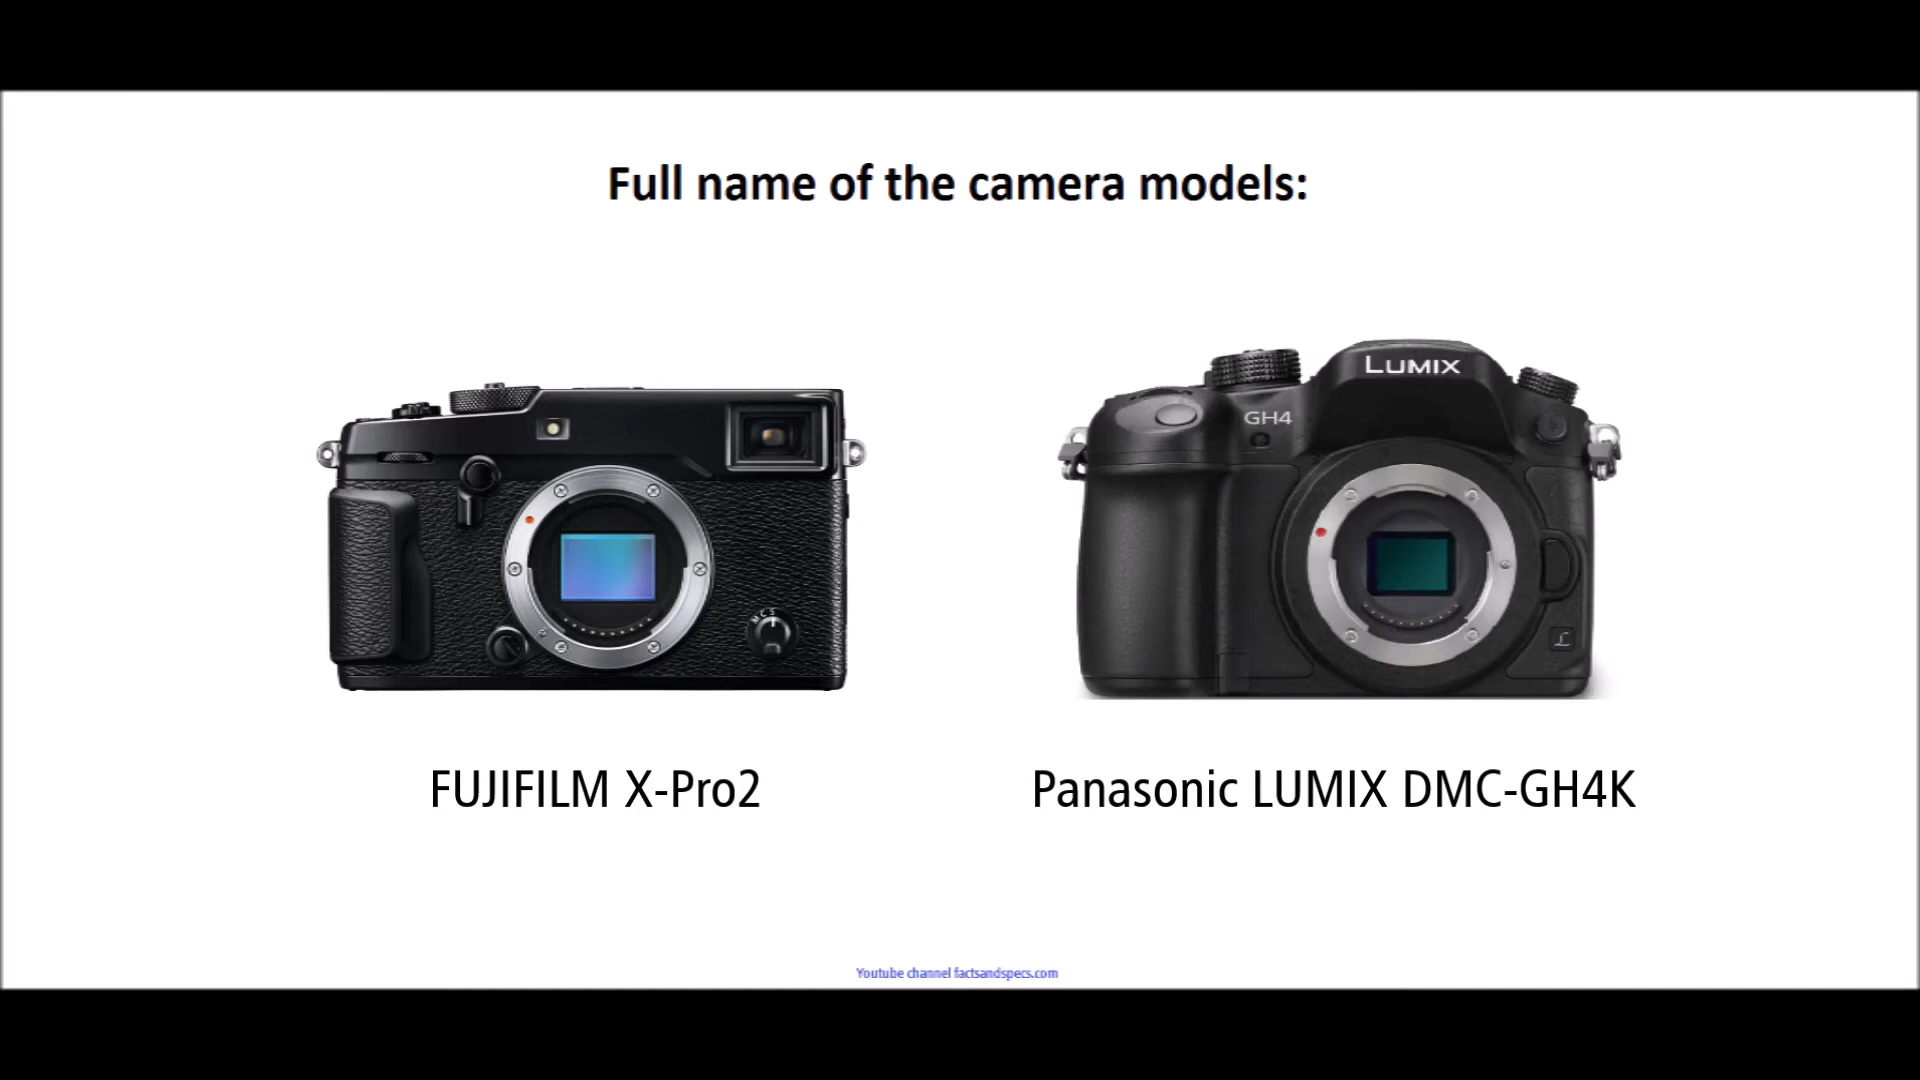 Full name of the camera models:
LUMIX
GH4
M C S
FUJIFILM X-Pro2
Panasonic LUMIX DMC-GH4K
Youtube channel factsandspecs.com